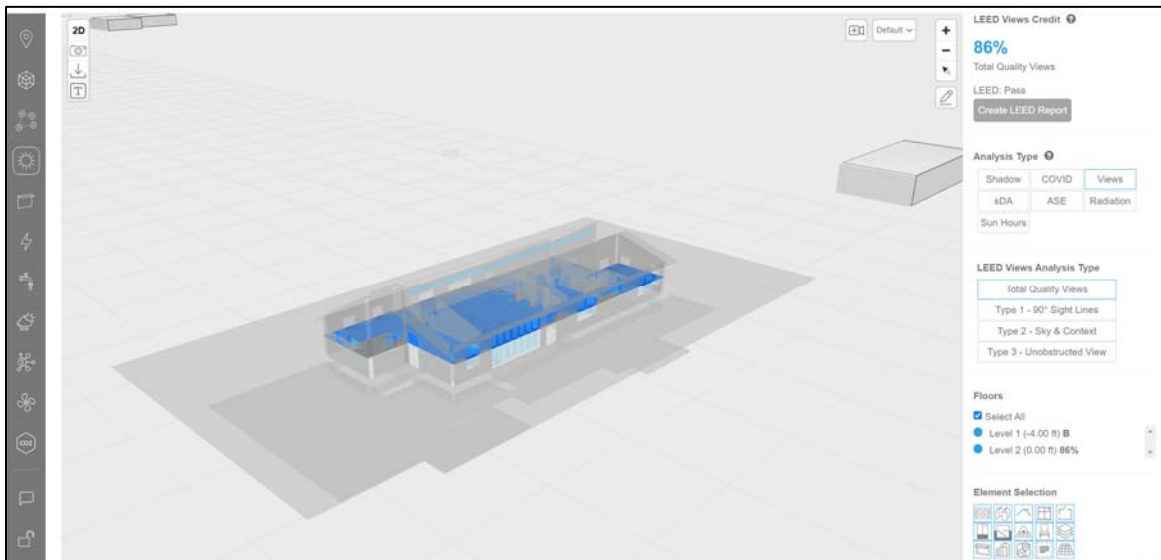 2D
T
Default
LEED Views Credit ?
86%
Total Quality Views
LEED: Pass
Create LEED Report
Analysis Type ?
Shadow COVID Views
sDA ASE Radiation
Sun Hours
LEED Views Analysis Type
Total Quality Views
Type 1 - 90° Sight Lines
Type 2 - Sky & Context
Type 3 - Unobstructed View
Floors
Select All
Level 1 (-4.00 ft) B
Level 2 (0.00 ft) 86%
Element Selection
CO2